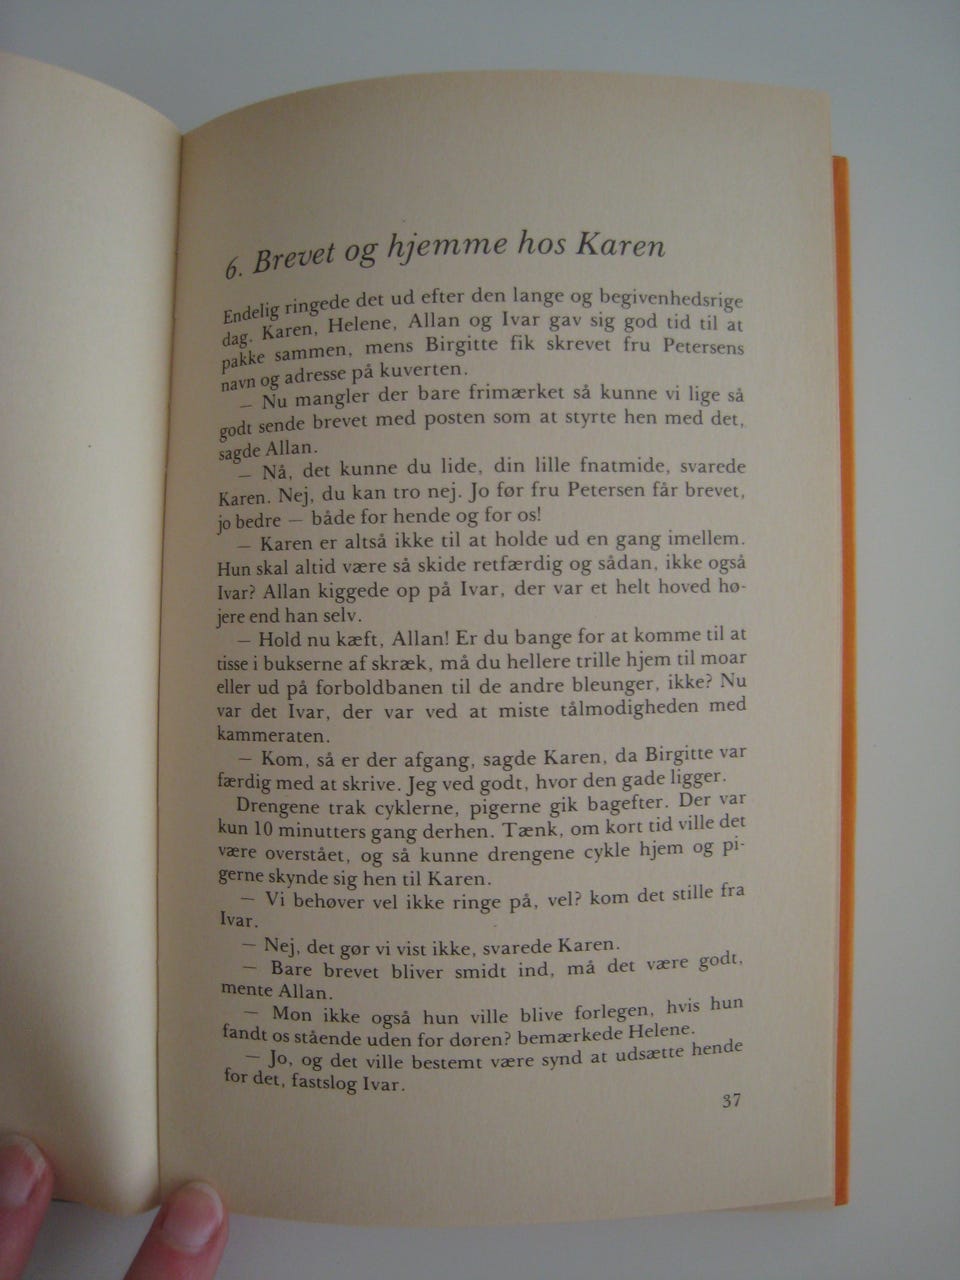 6. Brevet og hjemme hos Karen
Endelig ringede det ud efter den lange og begivenhedsrige
dag. Karen, Helene, Allan og Ivar gav sig god tid til at
pakke sammen, mens Birgitte fik skrevet fru Petersens
navn og adresse på kuverten.
— Nu mangler der bare frimærket så kunne vi lige så
godt sende brevet med posten som at styrte hen med det,
sagde Allan.
— Nå, det kunne du lide, din lille fnatmide, svarede
Karen. Nej, du kan tro nej. Jo før fru Petersen får brevet,
jo bedre — både for hende og for os!
— Karen er altså ikke til at holde ud en gang imellem.
Hun skal altid være så skide retfærdig og sådan, ikke også
Ivar? Allan kiggede op på Ivar, der var et helt hoved hø-
jere end han selv.
— Hold nu kæft, Allan! Er du bange for at komme til at
tisse i bukserne af skræk, må du hellere trille hjem til moar
eller ud på forboldbanen til de andre bleunger, ikke? Nu
var det Ivar, der var ved at miste tålmodigheden med
kammeraten.
— Kom, så er der afgang, sagde Karen, da Birgitte var
færdig med at skrive. Jeg ved godt, hvor den gade ligger.
Drengene trak cyklerne, pigerne gik bagefter. Der var
kun 10 minutters gang derhen. Tænk, om kort tid ville det
være overstået, og så kunne drengene cykle hjem og pi-
gerne skynde sig hen til Karen.
— Vi behøver vel ikke ringe på, vel? kom det stille fra
Ivar.
— Nej, det gør vi vist ikke, svarede Karen.
— Bare brevet bliver smidt ind, må det være godt,
mente Allan.
— Mon ikke også hun ville blive forlegen, hvis hun
fandt os stående uden for døren? bemærkede Helene.
— Jo, og det ville bestemt være synd at udsætte hende
for det, fastslog Ivar.
37